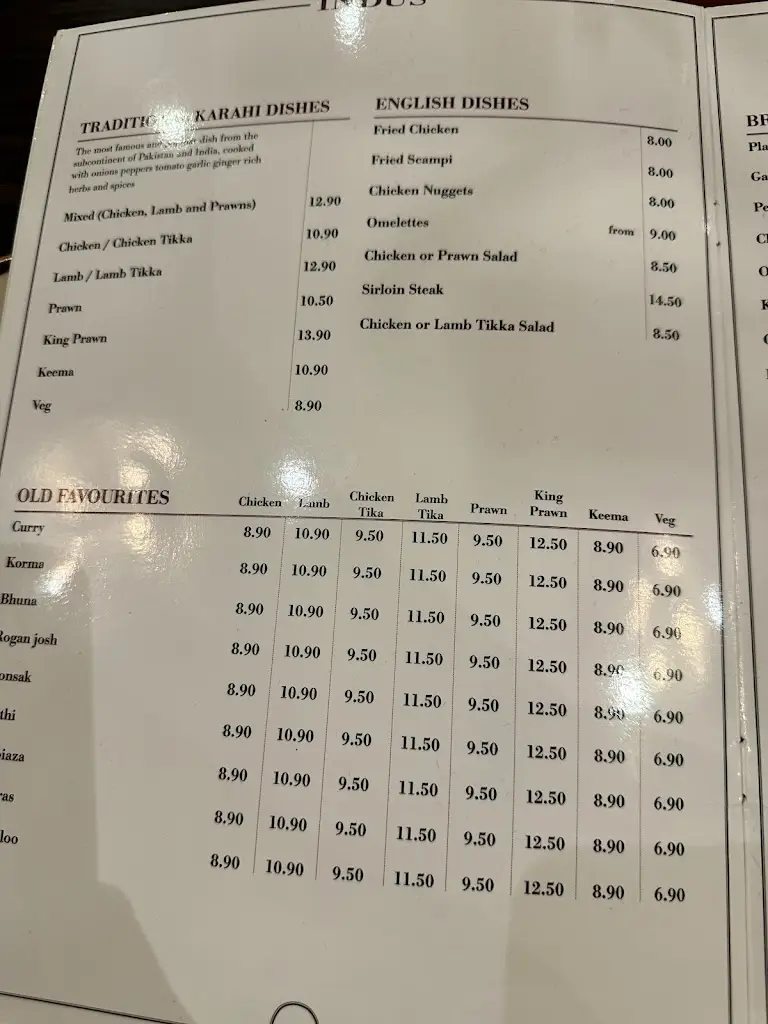 INDUS
TRADITIONAL KARAHI DISHES
The most famous and dish from the
subcontinent of Pakistan and India, cooked
with onions peppers tomato garlic ginger rich
herbs and spices
Mixed (Chicken, Lamb and Prawns) 12.90
Chicken / Chicken Tikka 10.90
Lamb / Lamb Tikka 12.90
Prawn 10.50
King Prawn 13.90
Keema 10.90
Veg 8.90
ENGLISH DISHES
Fried Chicken 8.00
Fried Scampi 8.00
Chicken Nuggets 8.00
Omelettes from 9.00
Chicken or Prawn Salad 8.50
Sirloin Steak 14.50
Chicken or Lamb Tikka Salad 8.50
OLD FAVOURITES Chicken Lamb Chicken Tika Lamb Tika Prawn King Prawn Keema Veg
Curry 8.90 10.90 9.50 11.50 9.50 12.50 8.90 6.90
Korma 8.90 10.90 9.50 11.50 9.50 12.50 8.90 6.90
Bhuna 8.90 10.90 9.50 11.50 9.50 12.50 8.90 6.90
Rogan josh 8.90 10.90 9.50 11.50 9.50 12.50 8.90 6.90
onsak 8.90 10.90 9.50 11.50 9.50 12.50 8.90 6.90
thi 8.90 10.90 9.50 11.50 9.50 12.50 8.90 6.90
iaza 8.90 10.90 9.50 11.50 9.50 12.50 8.90 6.90
as 8.90 10.90 9.50 11.50 9.50 12.50 8.90 6.90
loo 8.90 10.90 9.50 11.50 9.50 12.50 8.90 6.90
BR
Pla
Ga
Pe